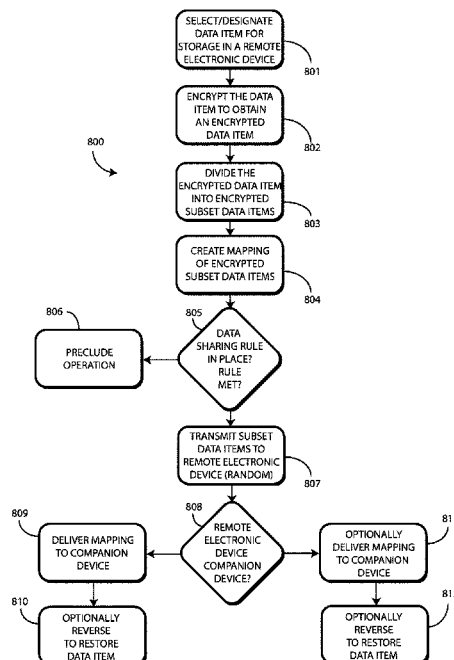 SELECT/DESIGNATE
DATA ITEM FOR
STORAGE IN A REMOTE
ELECTRONIC DEVICE
801
ENCRYPT THE DATA
ITEM TO OBTAIN
AN ENCRYPTED
DATA ITEM
802
800
DIVIDE THE
ENCRYPTED DATA ITEM
INTO ENCRYPTED
SUBSET DATA ITEMS
803
CREATE MAPPING
OF ENCRYPTED
SUBSET DATA ITEMS
804
805
DATA
SHARING RULE
IN PLACE?
RULE
MET?
806
PRECLUDE
OPERATION
TRANSMIT SUBSET
DATA ITEMS TO
REMOTE ELECTRONIC
DEVICE (RANDOM)
807
808
REMOTE
ELECTRONIC
DEVICE
COMPANION
DEVICE?
809
DELIVER MAPPING
TO COMPANION
DEVICE
810
OPTIONALLY
REVERSE
TO RESTORE
DATA ITEM
OPTIONALLY
DELIVER MAPPING
TO COMPANION
DEVICE
OPTIONALLY
REVERSE
TO RESTORE
DATA ITEM